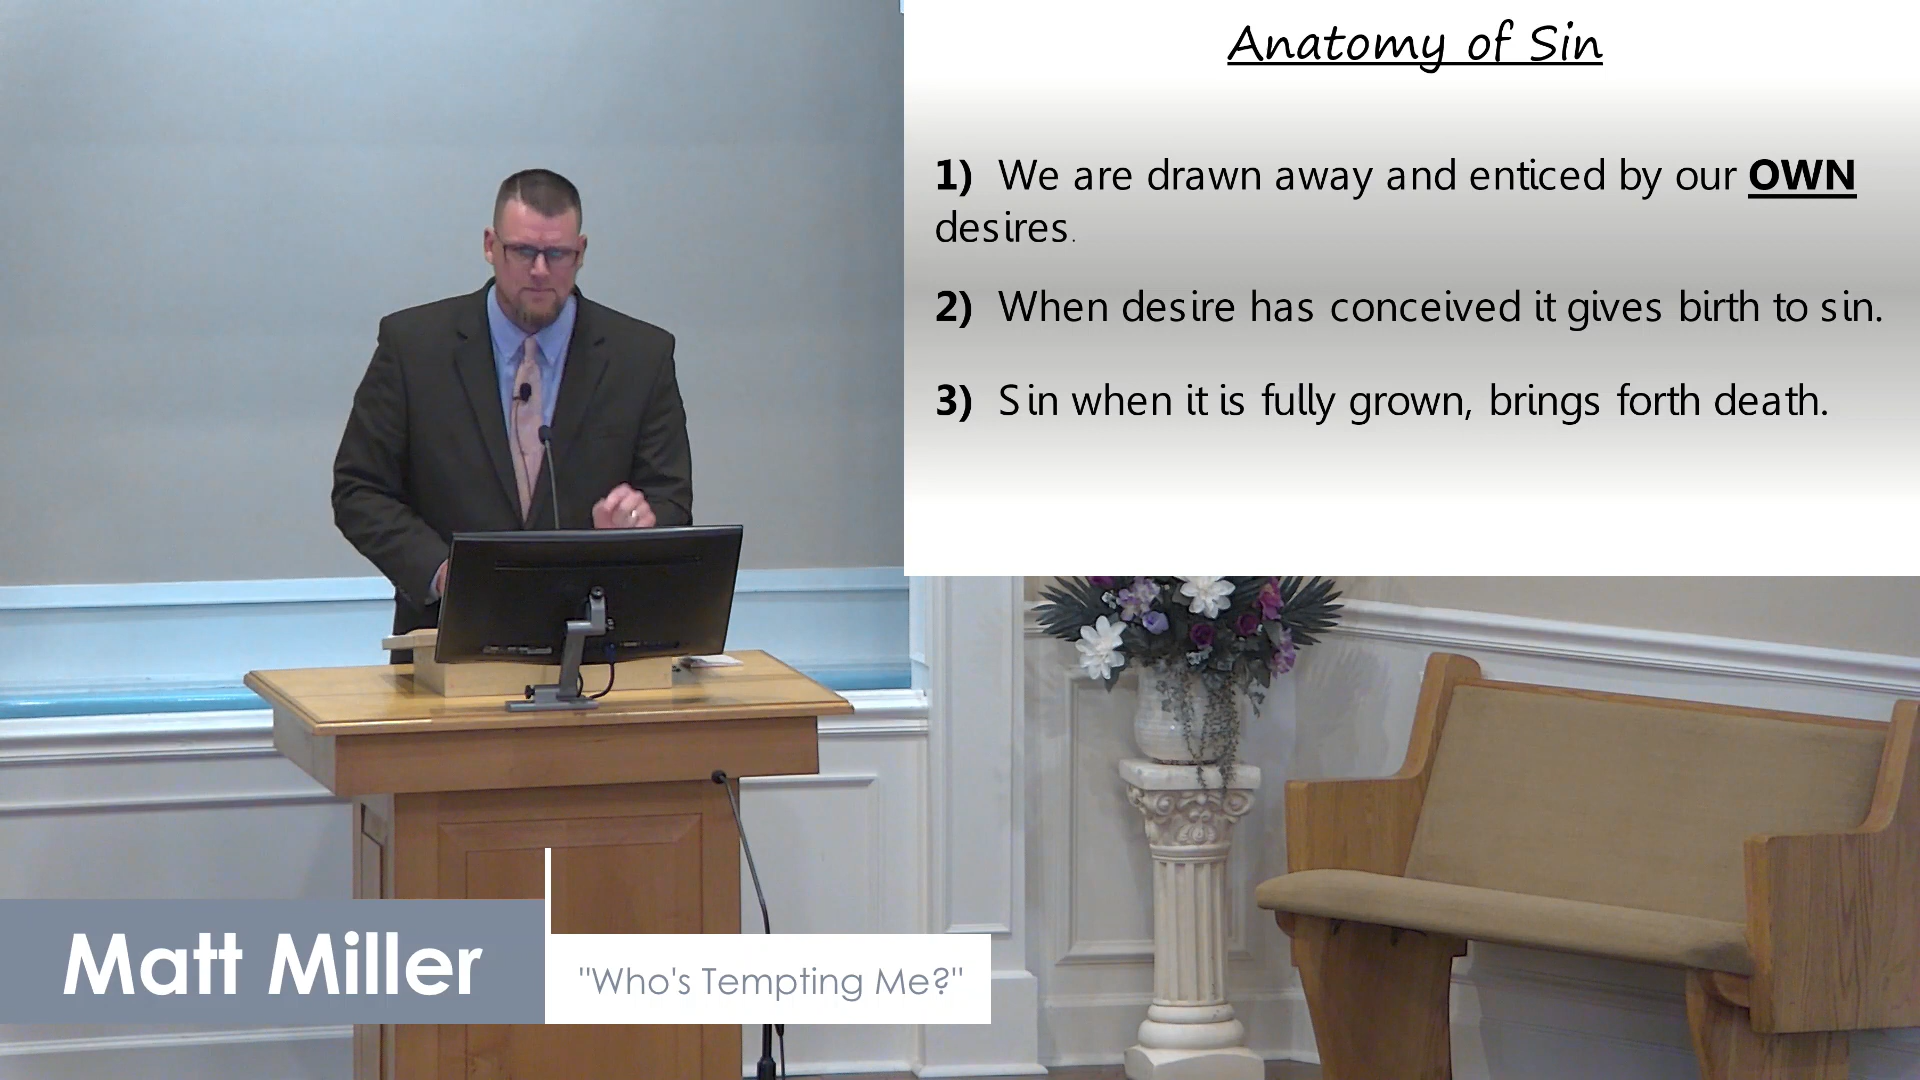 Anatomy of Sin
1) We are drawn away and enticed by our OWN
desires.
2) When desire has conceived it gives birth to sin.
3) Sin when it is fully grown, brings forth death.
Matt Miller
"Who's Tempting Me?"